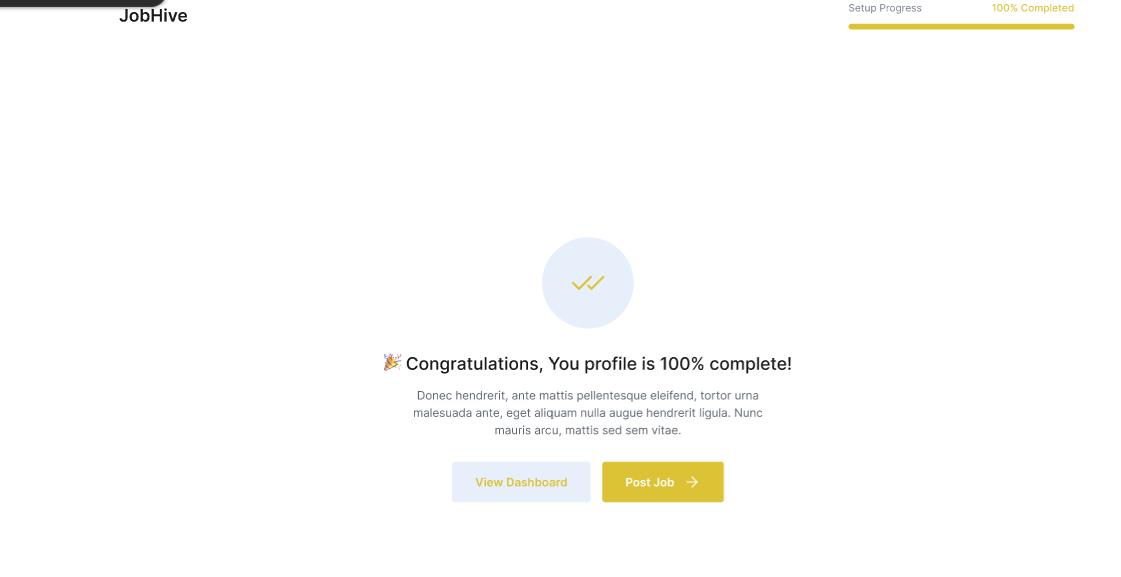 JobHive
Setup Progress
100% Completed
🎉 Congratulations, You profile is 100% complete!
Donec hendrerit, ante mattis pellentesque eleifend, tortor urna
malesuada ante, eget aliquam nulla augue hendrerit ligula. Nunc
mauris arcu, mattis sed sem vitae.
View Dashboard
Post Job